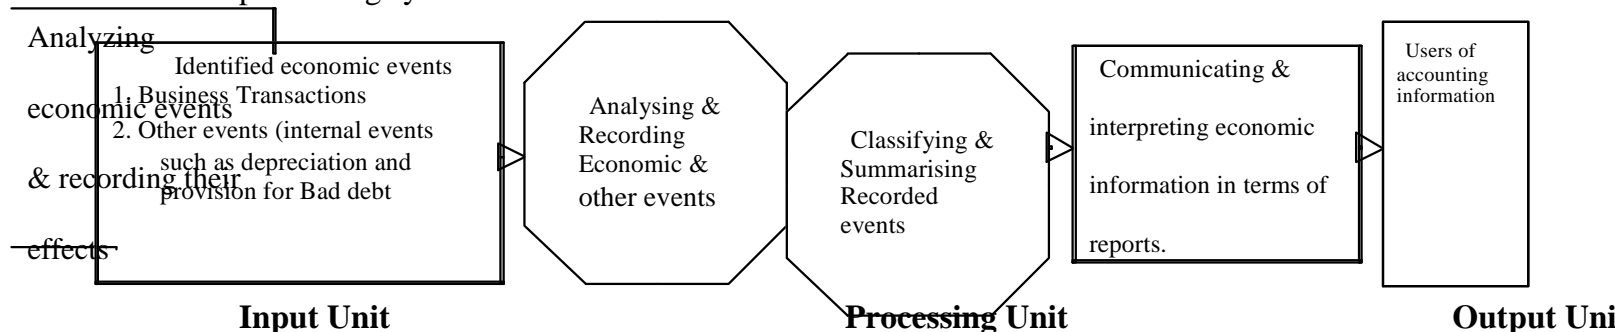 Analyzing
economic events
& recording their
effects
Identified economic events
1. Business Transactions
2. Other events (internal events
such as depreciation and
provision for Bad debt
Analysing &
Recording
Economic &
other events
Classifying &
Summarising
Recorded
events
Communicating &
interpreting economic
information in terms of
reports.
Users of
accounting
information
Input Unit
Processing Unit
Output Uni